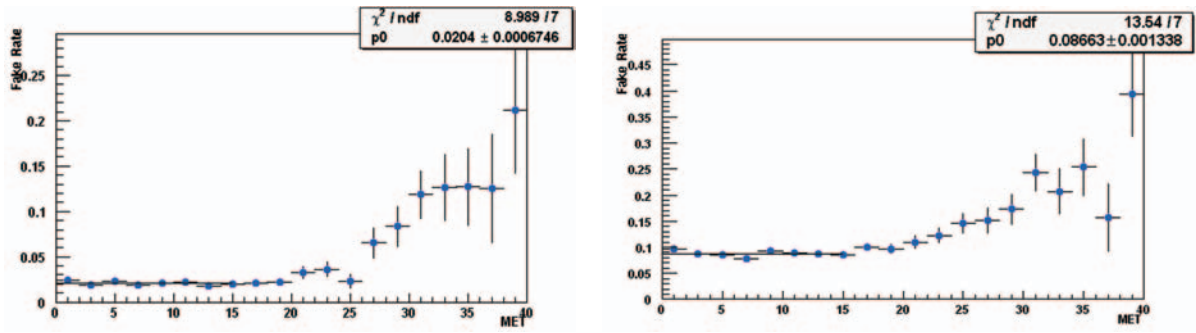 χ² / ndf 8.989 / 7
p0 0.0204 ± 0.0006746
Fake Rate
0.25
0.2
0.15
0.1
0.05
0
0 5 10 15 20 25 30 35 40
MET
χ² / ndf 13.54 / 7
p0 0.08663 ± 0.001338
Fake Rate
0.45
0.4
0.35
0.3
0.25
0.2
0.15
0.1
0.05
0
0 5 10 15 20 25 30 35 40
MET